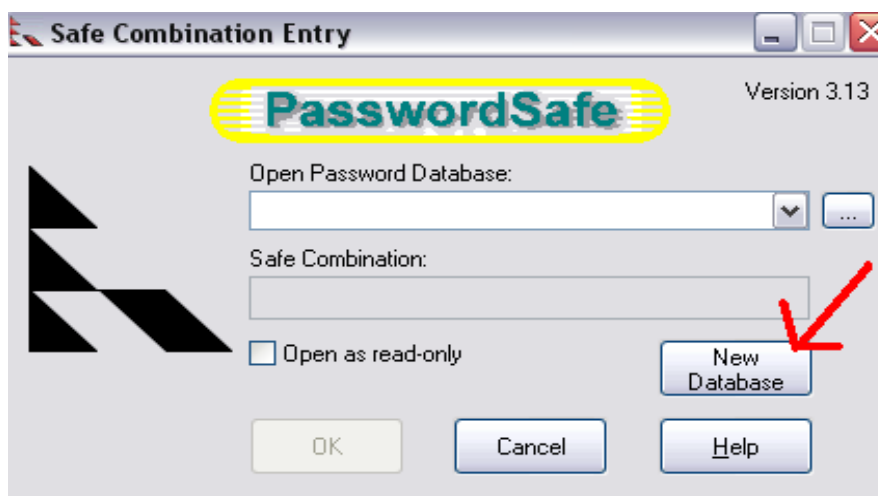 Safe Combination Entry
PasswordSafe
Version 3.13
Open Password Database:
...
Safe Combination:
Open as read-only
New
Database
OK
Cancel
Help